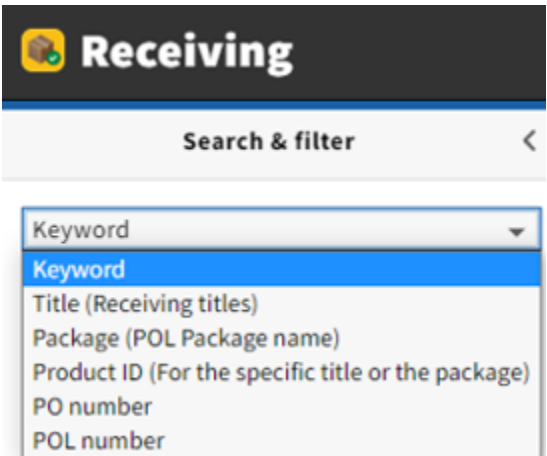 Receiving
Search & filter
Keyword
Keyword
Title (Receiving titles)
Package (POL Package name)
Product ID (For the specific title or the package)
PO number
POL number